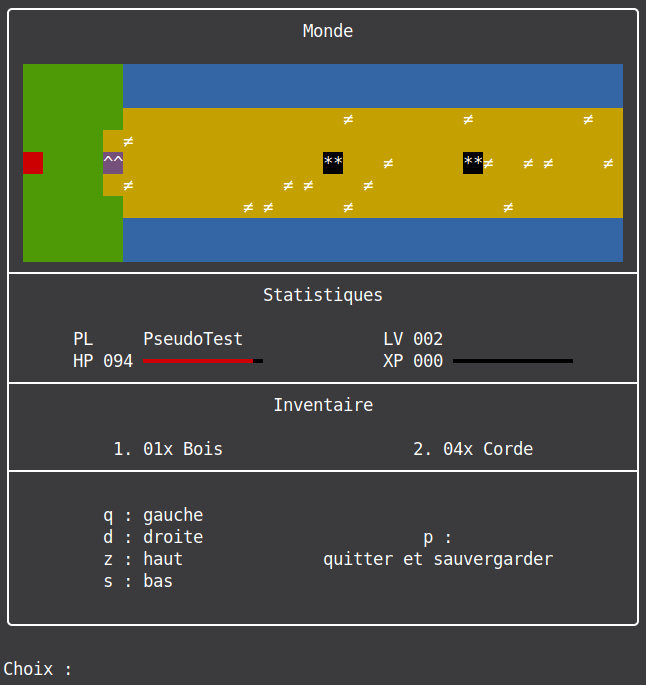 Monde
≠ ≠ ≠
≠
^^ ** ≠ **≠ ≠ ≠ ≠
≠ ≠ ≠ ≠
≠ ≠ ≠ ≠
Statistiques
PL PseudoTest LV 002
HP 094 XP 000
Inventaire
1. 01x Bois 2. 04x Corde
q : gauche
d : droite p :
z : haut quitter et sauvergarder
s : bas
Choix :